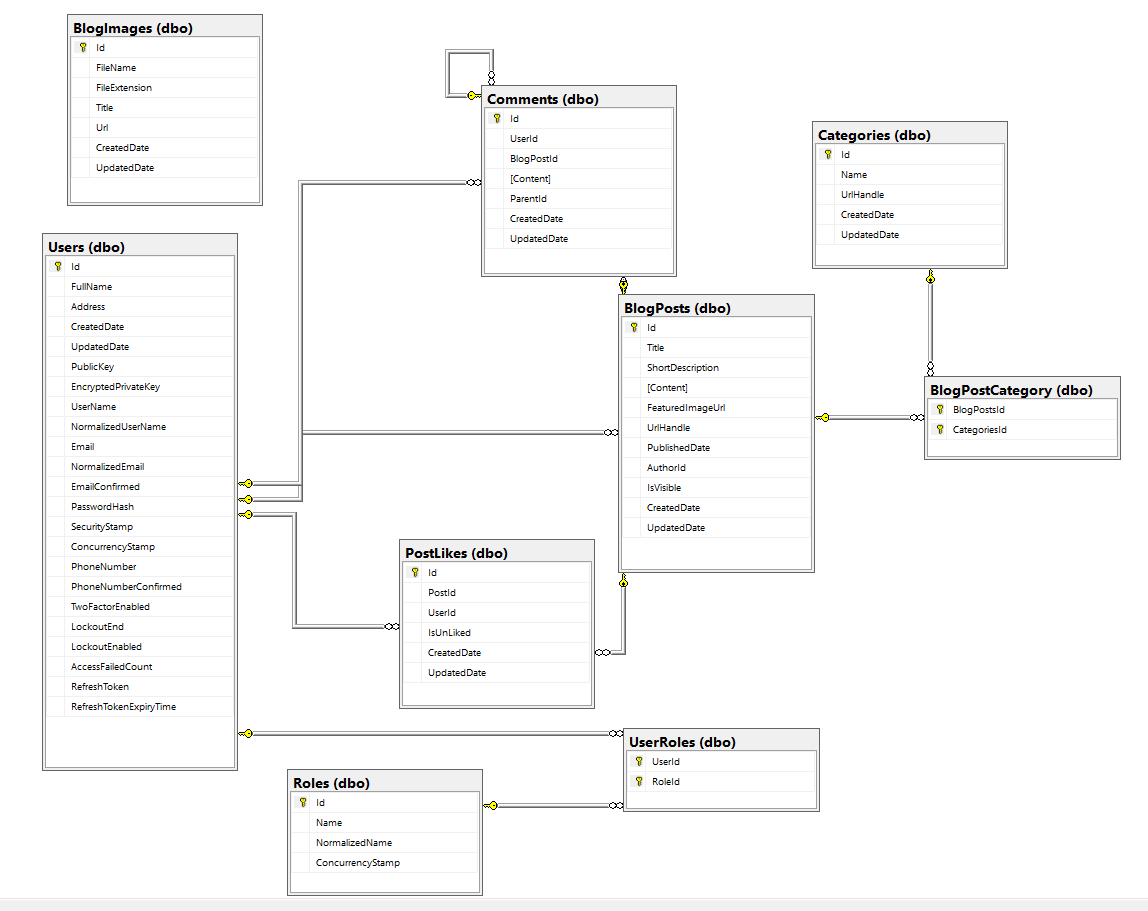 BlogImages (dbo)
Id
FileName
FileExtension
Title
Url
CreatedDate
UpdatedDate
Comments (dbo)
Id
UserId
BlogPostId
[Content]
ParentId
CreatedDate
UpdatedDate
Categories (dbo)
Id
Name
UrlHandle
CreatedDate
UpdatedDate
Users (dbo)
Id
FullName
Address
CreatedDate
UpdatedDate
PublicKey
EncryptedPrivateKey
UserName
NormalizedUserName
Email
NormalizedEmail
EmailConfirmed
PasswordHash
SecurityStamp
ConcurrencyStamp
PhoneNumber
PhoneNumberConfirmed
TwoFactorEnabled
LockoutEnd
LockoutEnabled
AccessFailedCount
RefreshToken
RefreshTokenExpiryTime
BlogPosts (dbo)
Id
Title
ShortDescription
[Content]
FeaturedImageUrl
UrlHandle
PublishedDate
AuthorId
IsVisible
CreatedDate
UpdatedDate
BlogPostCategory (dbo)
BlogPostsId
CategoriesId
PostLikes (dbo)
Id
PostId
UserId
IsUnLiked
CreatedDate
UpdatedDate
UserRoles (dbo)
UserId
RoleId
Roles (dbo)
Id
Name
NormalizedName
ConcurrencyStamp